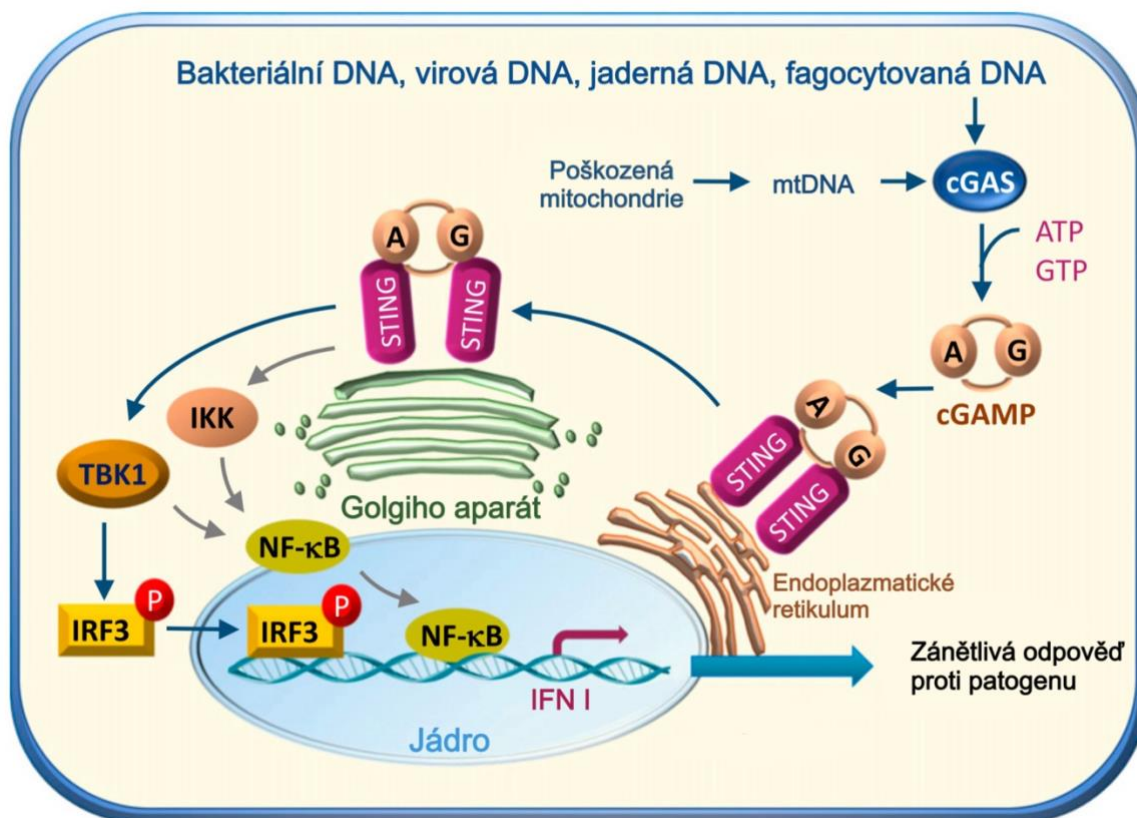 Bakteriální DNA, virová DNA, jaderná DNA, fagocytovaná DNA
Poškozená
mitochondrie
mtDNA
cGAS
ATP
GTP
A G
cGAMP
A G
STING
STING
A
G
STING
STING
IKK
TBK1
Golgiho aparát
Endoplazmatické
retikulum
NF-κB
P
IRF3
P
IRF3
NF-κB
IFN I
Jádro
Zánětlivá odpověď
proti patogenu